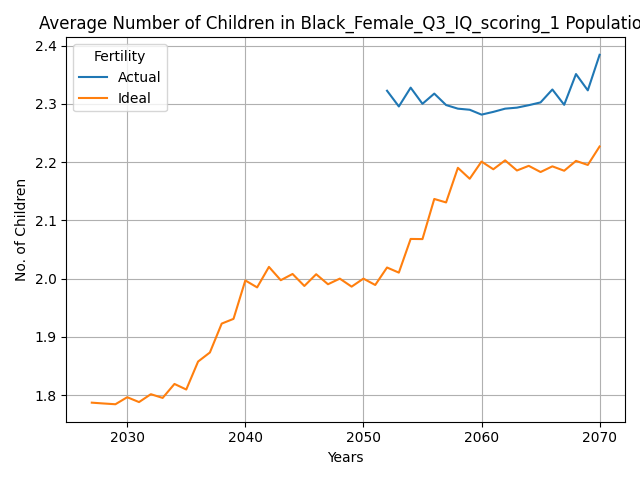 Average Number of Children in Black_Female_Q3_IQ_scoring_1 Populatio
Fertility
Actual
Ideal
No. of Children
2.4
2.3
2.2
2.1
2.0
1.9
1.8
2030 2040 2050 2060 2070
Years